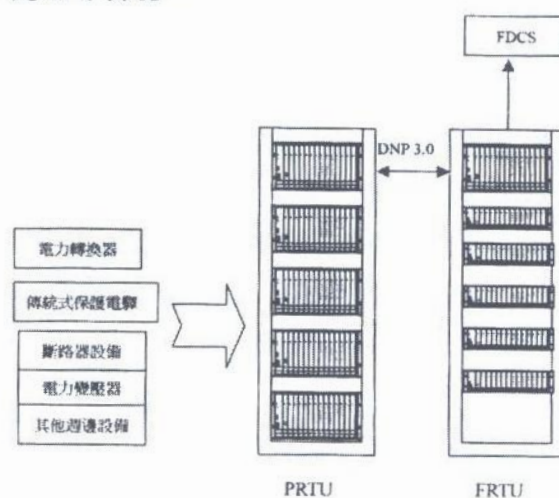 FDCS
DNP 3.0
電力轉換器
傳統式保護電驛
斷路器設備
電力變壓器
其他週邊設備
PRTU
FRTU